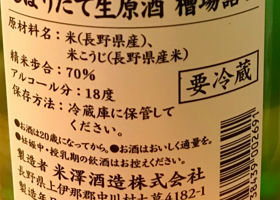 しぼりたて生原酒 槽場詰
原材料名：米(長野県産)、
米こうじ(長野県産米)
精米歩合：70%
アルコール分：18度
保存方法：冷蔵庫に保管して
ください。
要冷蔵
●お酒は20歳になってから。●お酒はおいしく適量を。
●妊娠中・授乳期の飲酒はお控えください。
製造者 米澤酒造株式会社
長野県上伊那郡中川村大草4182-1
製造年